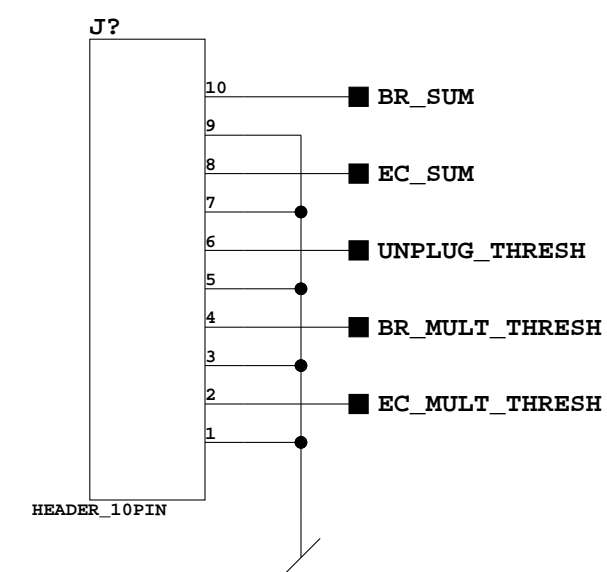 J?
10 BR_SUM
9
8 EC_SUM
7
6 UNPLUG_THRESH
5
4 BR_MULT_THRESH
3
2 EC_MULT_THRESH
1
HEADER_10PIN